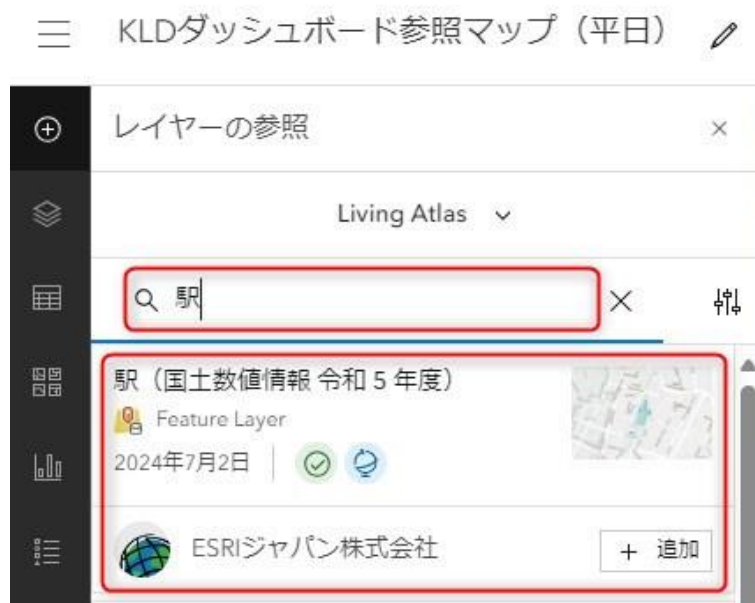 KLDダッシュボード参照マップ（平日）
レイヤーの参照
Living Atlas
駅
駅（国土数値情報 令和 5 年度）
Feature Layer
2024年7月2日
ESRIジャパン株式会社
+ 追加